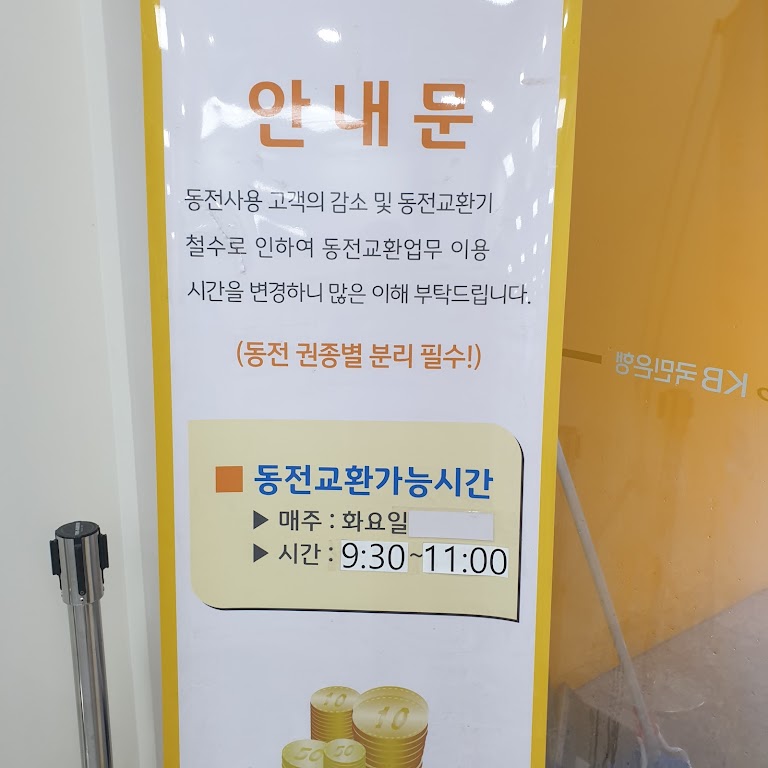 안내문
동전사용 고객의 감소 및 동전교환기
철수로 인하여 동전교환업무 이용
시간을 변경하니 많은 이해 부탁드립니다.
(동전 권종별 분리 필수!)
■ 동전교환가능시간
▶ 매주 : 화요일
▶ 시간 : 9:30~11:00
KB국민은행
10
10
50
50